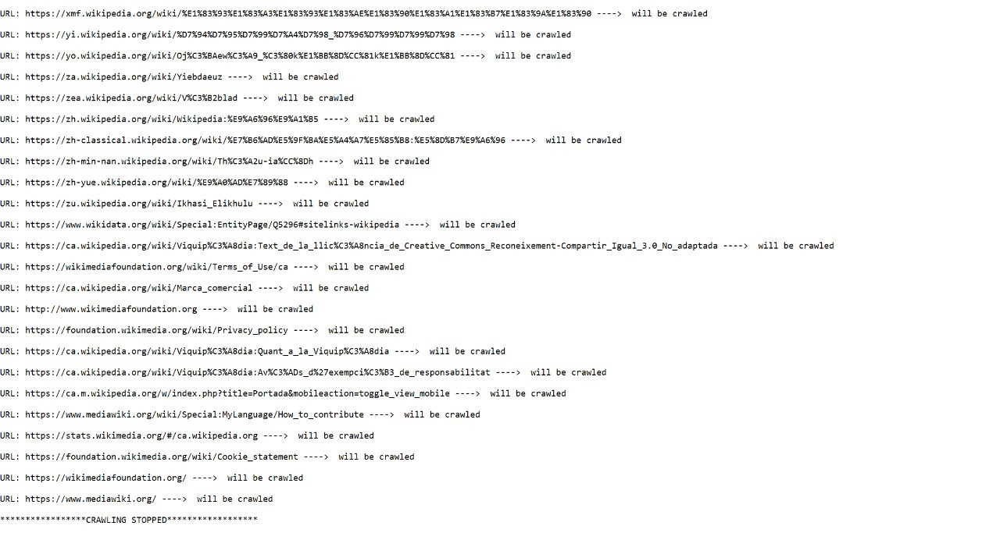 URL: https://xmf.wikipedia.org/wiki/%E1%83%93%E1%83%A3%E1%83%93%E1%83%AE%E1%83%90%E1%83%A1%E1%83%B7%E1%83%9A%E1%83%90 ---->  will be crawled
URL: https://yi.wikipedia.org/wiki/%D7%94%D7%95%D7%99%D7%A4%D7%98_%D7%96%D7%99%D7%99%D7%98 ---->  will be crawled
URL: https://yo.wikipedia.org/wiki/Oj%C3%BAew%C3%A9_%C3%80k%E1%BB%8D%CC%81k%E1%BB%8D%CC%81 ---->  will be crawled
URL: https://za.wikipedia.org/wiki/Yiebdaeuz ---->  will be crawled
URL: https://zea.wikipedia.org/wiki/V%C3%B2blad ---->  will be crawled
URL: https://zh.wikipedia.org/wiki/Wikipedia:%E9%A6%96%E9%A1%B5 ---->  will be crawled
URL: https://zh-classical.wikipedia.org/wiki/%E7%B6%AD%E5%9F%BA%E5%A4%A7%E5%85%B8:%E5%8D%B7%E9%A6%96 ---->  will be crawled
URL: https://zh-min-nan.wikipedia.org/wiki/Th%C3%A2u-ia%CC%8Dh ---->  will be crawled
URL: https://zh-yue.wikipedia.org/wiki/%E9%A0%AD%E7%89%88 ---->  will be crawled
URL: https://zu.wikipedia.org/wiki/Ikhasi_Elikhulu ---->  will be crawled
URL: https://www.wikidata.org/wiki/Special:EntityPage/Q5296#sitelinks-wikipedia ---->  will be crawled
URL: https://ca.wikipedia.org/wiki/Viquip%C3%A8dia:Text_de_la_llic%C3%A8ncia_de_Creative_Commons_Reconeixement-Compartir_Igual_3.0_No_adaptada ---->  will be crawled
URL: https://wikimediafoundation.org/wiki/Terms_of_Use/ca ---->  will be crawled
URL: https://ca.wikipedia.org/wiki/Marca_comercial ---->  will be crawled
URL: http://www.wikimediafoundation.org ---->  will be crawled
URL: https://foundation.wikimedia.org/wiki/Privacy_policy ---->  will be crawled
URL: https://ca.wikipedia.org/wiki/Viquip%C3%A8dia:Quant_a_la_Viquip%C3%A8dia ---->  will be crawled
URL: https://ca.wikipedia.org/wiki/Viquip%C3%A8dia:Av%C3%ADs_d%27exempci%C3%B3_de_responsabilitat ---->  will be crawled
URL: https://ca.m.wikipedia.org/w/index.php?title=Portada&mobileaction=toggle_view_mobile ---->  will be crawled
URL: https://www.mediawiki.org/wiki/Special:MyLanguage/How_to_contribute ---->  will be crawled
URL: https://stats.wikimedia.org/#/ca.wikipedia.org ---->  will be crawled
URL: https://foundation.wikimedia.org/wiki/Cookie_statement ---->  will be crawled
URL: https://wikimediafoundation.org/ ---->  will be crawled
URL: https://www.mediawiki.org/ ---->  will be crawled
*****************CRAWLING STOPPED******************